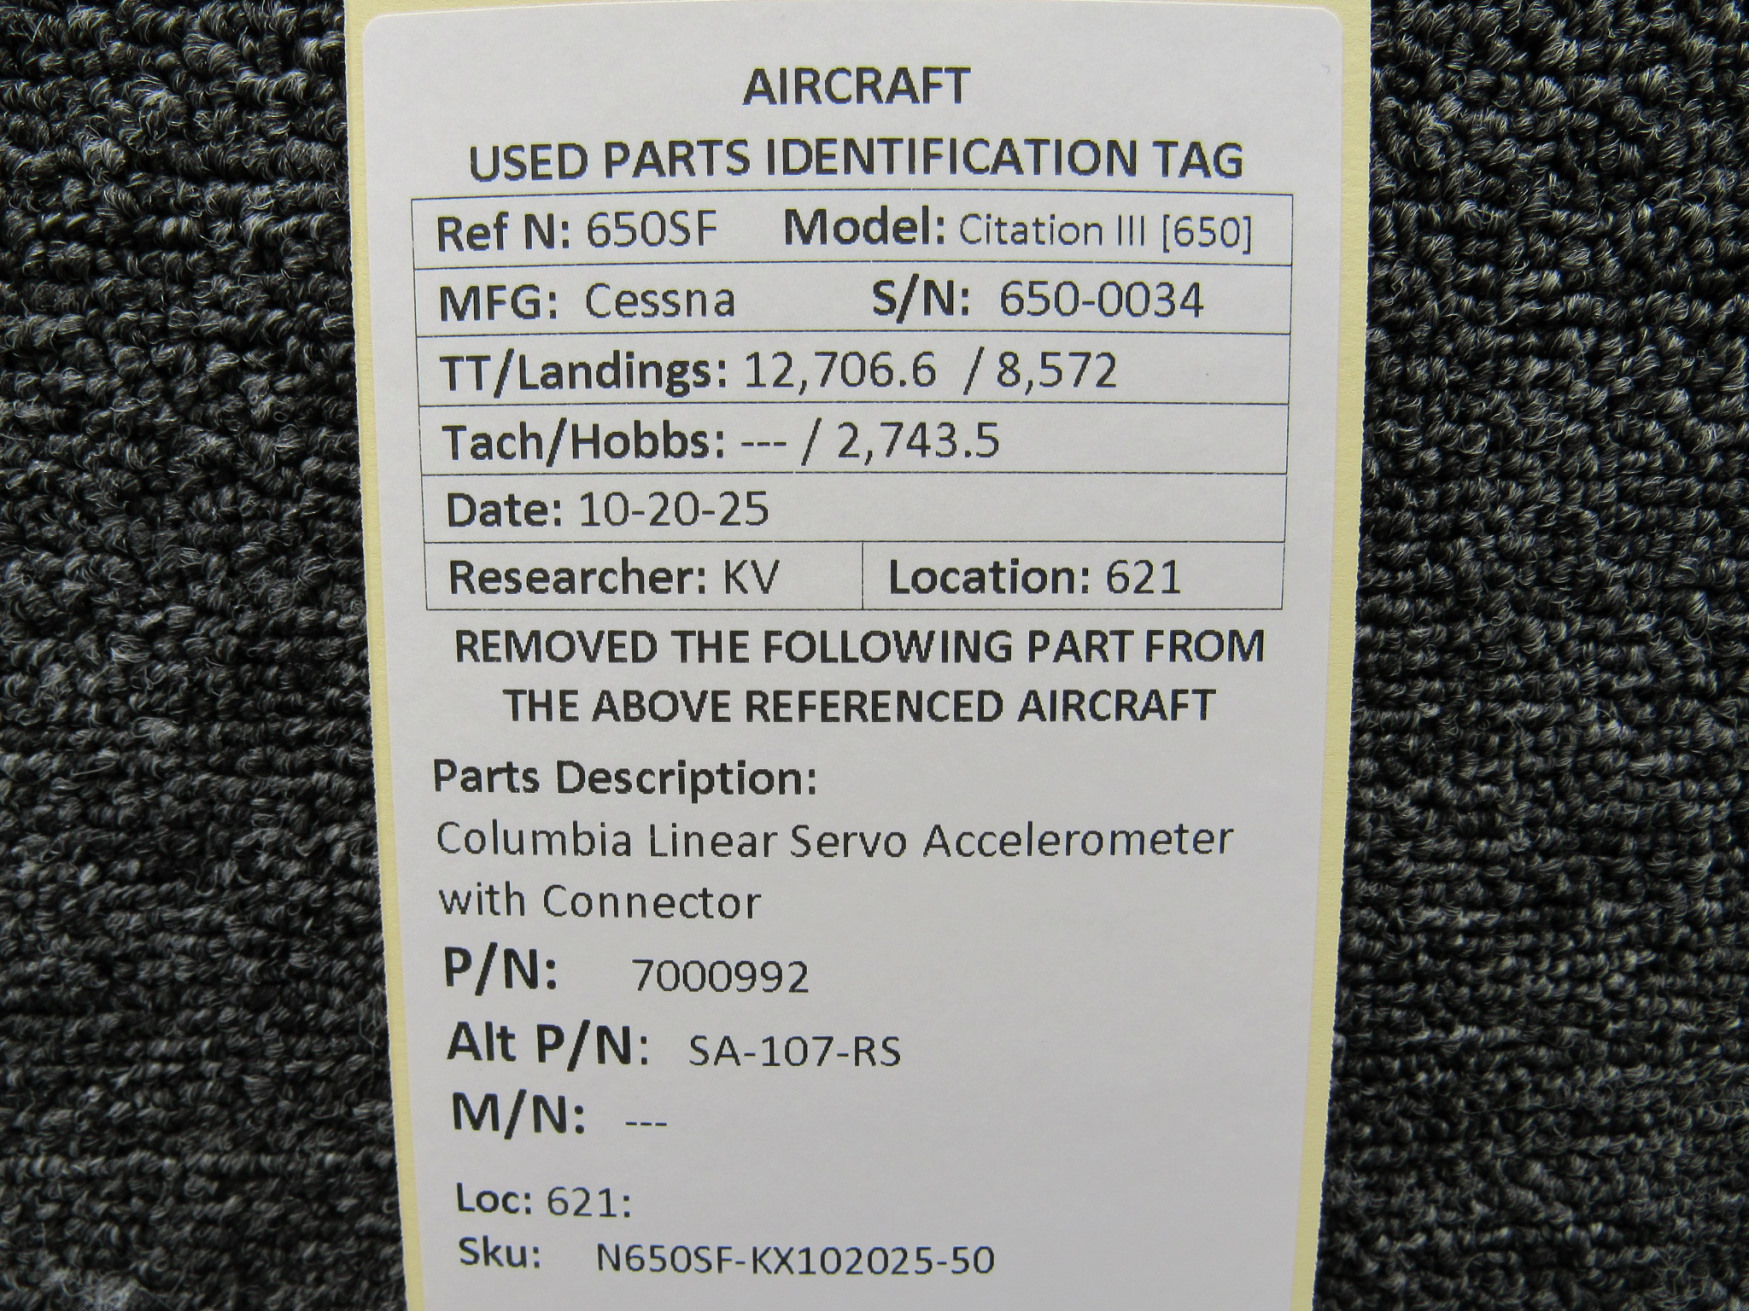 AIRCRAFT
USED PARTS IDENTIFICATION TAG
Ref N: 650SF Model: Citation III [650]
MFG: Cessna S/N: 650-0034
TT/Landings: 12,706.6 / 8,572
Tach/Hobbs: --- / 2,743.5
Date: 10-20-25
Researcher: KV Location: 621
REMOVED THE FOLLOWING PART FROM
THE ABOVE REFERENCED AIRCRAFT
Parts Description:
Columbia Linear Servo Accelerometer
with Connector
P/N: 7000992
Alt P/N: SA-107-RS
M/N: ---
Loc: 621:
Sku: N650SF-KX102025-50